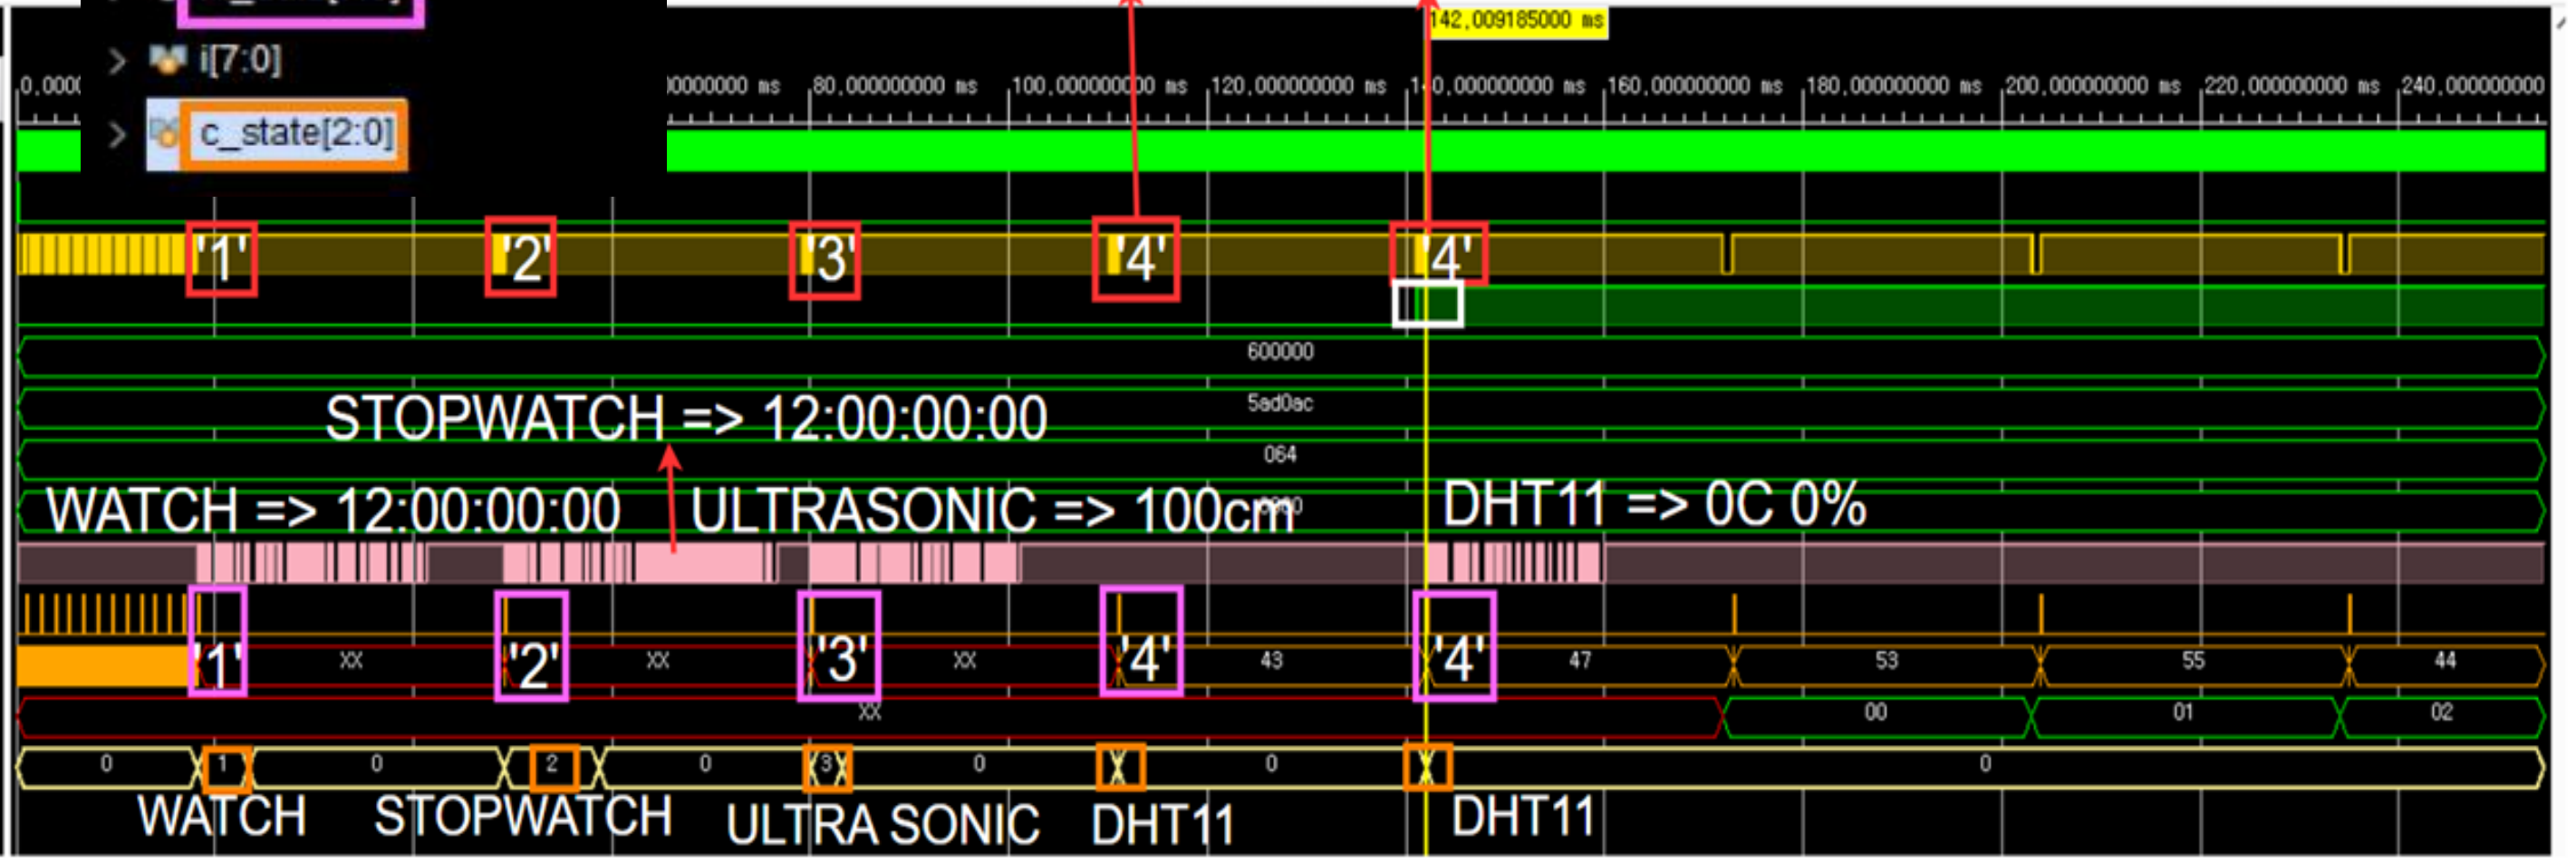 142,009185000 ms
i[7:0]
0,000
00000000 ms
80,000000000 ms
100,000000000 ms
120,000000000 ms
160,000000000 ms
180,000000000 ms
200,000000000 ms
220,000000000 ms
240,000000000
c_state[2:0]
'1' '2' '3' '4' '4'
600000
5ad0ac
STOPWATCH => 12:00:00:00
064
WATCH => 12:00:00:00
ULTRASONIC => 100cm
DHT11 => 0C 0%
'1' XX '2' XX '3' XX '4' 43 '4' 47 53 55 44
XX 00 01 02
0 1 0 2 0 3 0 0 0
WATCH
STOPWATCH
ULTRA SONIC
DHT11
DHT11